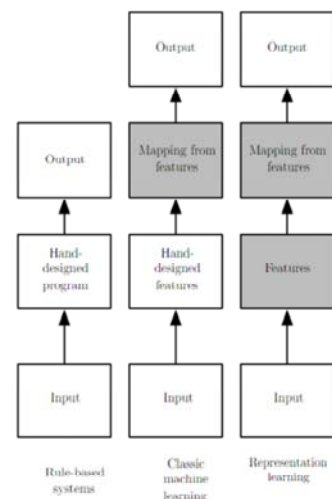 Output
Output
Output
Mapping from
features
Mapping from
features
Hand-
designed
program
Hand-
designed
features
Features
Input
Input
Input
Rule-based
systems
Classic
machine
learning
Representation
learning